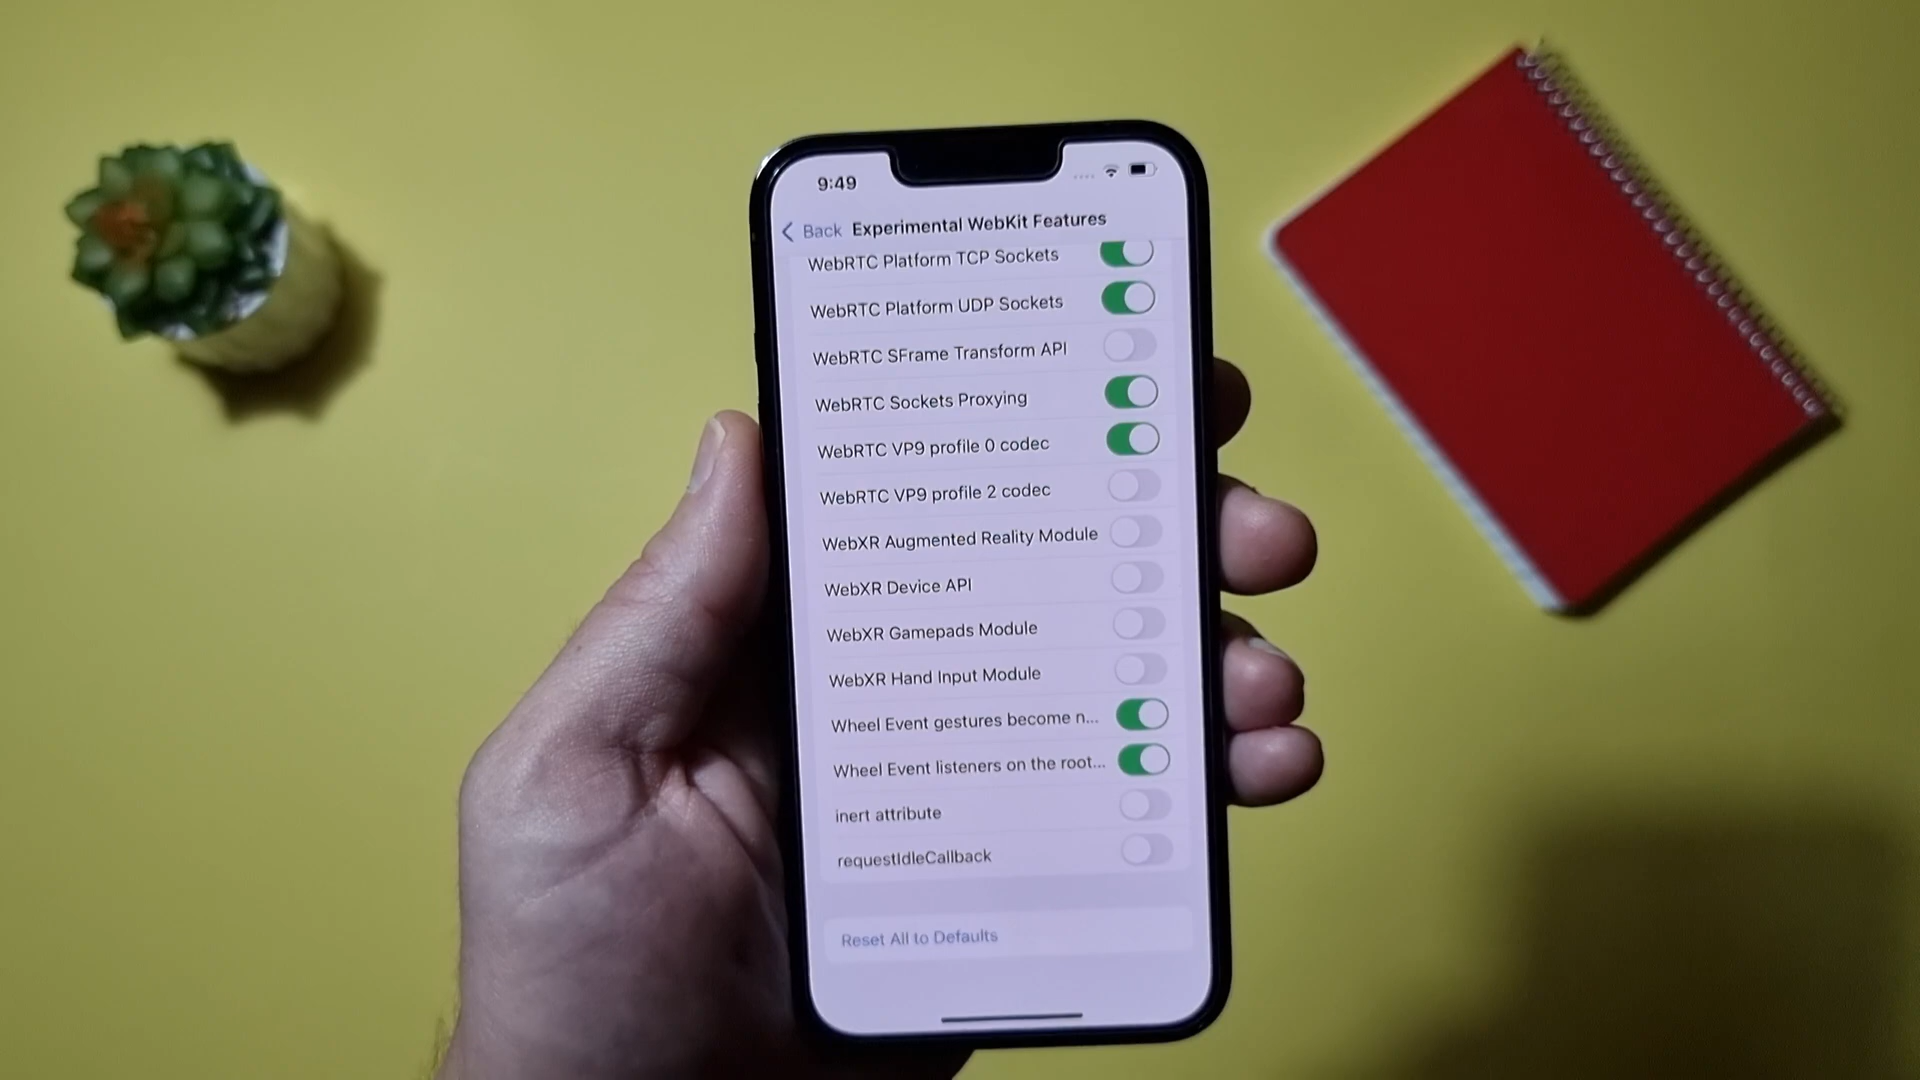 9:49
Back Experimental WebKit Features
WebRTC Platform TCP Sockets
WebRTC Platform UDP Sockets
WebRTC SFrame Transform API
WebRTC Sockets Proxying
WebRTC VP9 profile 0 codec
WebRTC VP9 profile 2 codec
WebXR Augmented Reality Module
WebXR Device API
WebXR Gamepads Module
WebXR Hand Input Module
Wheel Event gestures become n...
Wheel Event listeners on the root...
inert attribute
requestIdleCallback
Reset All to Defaults